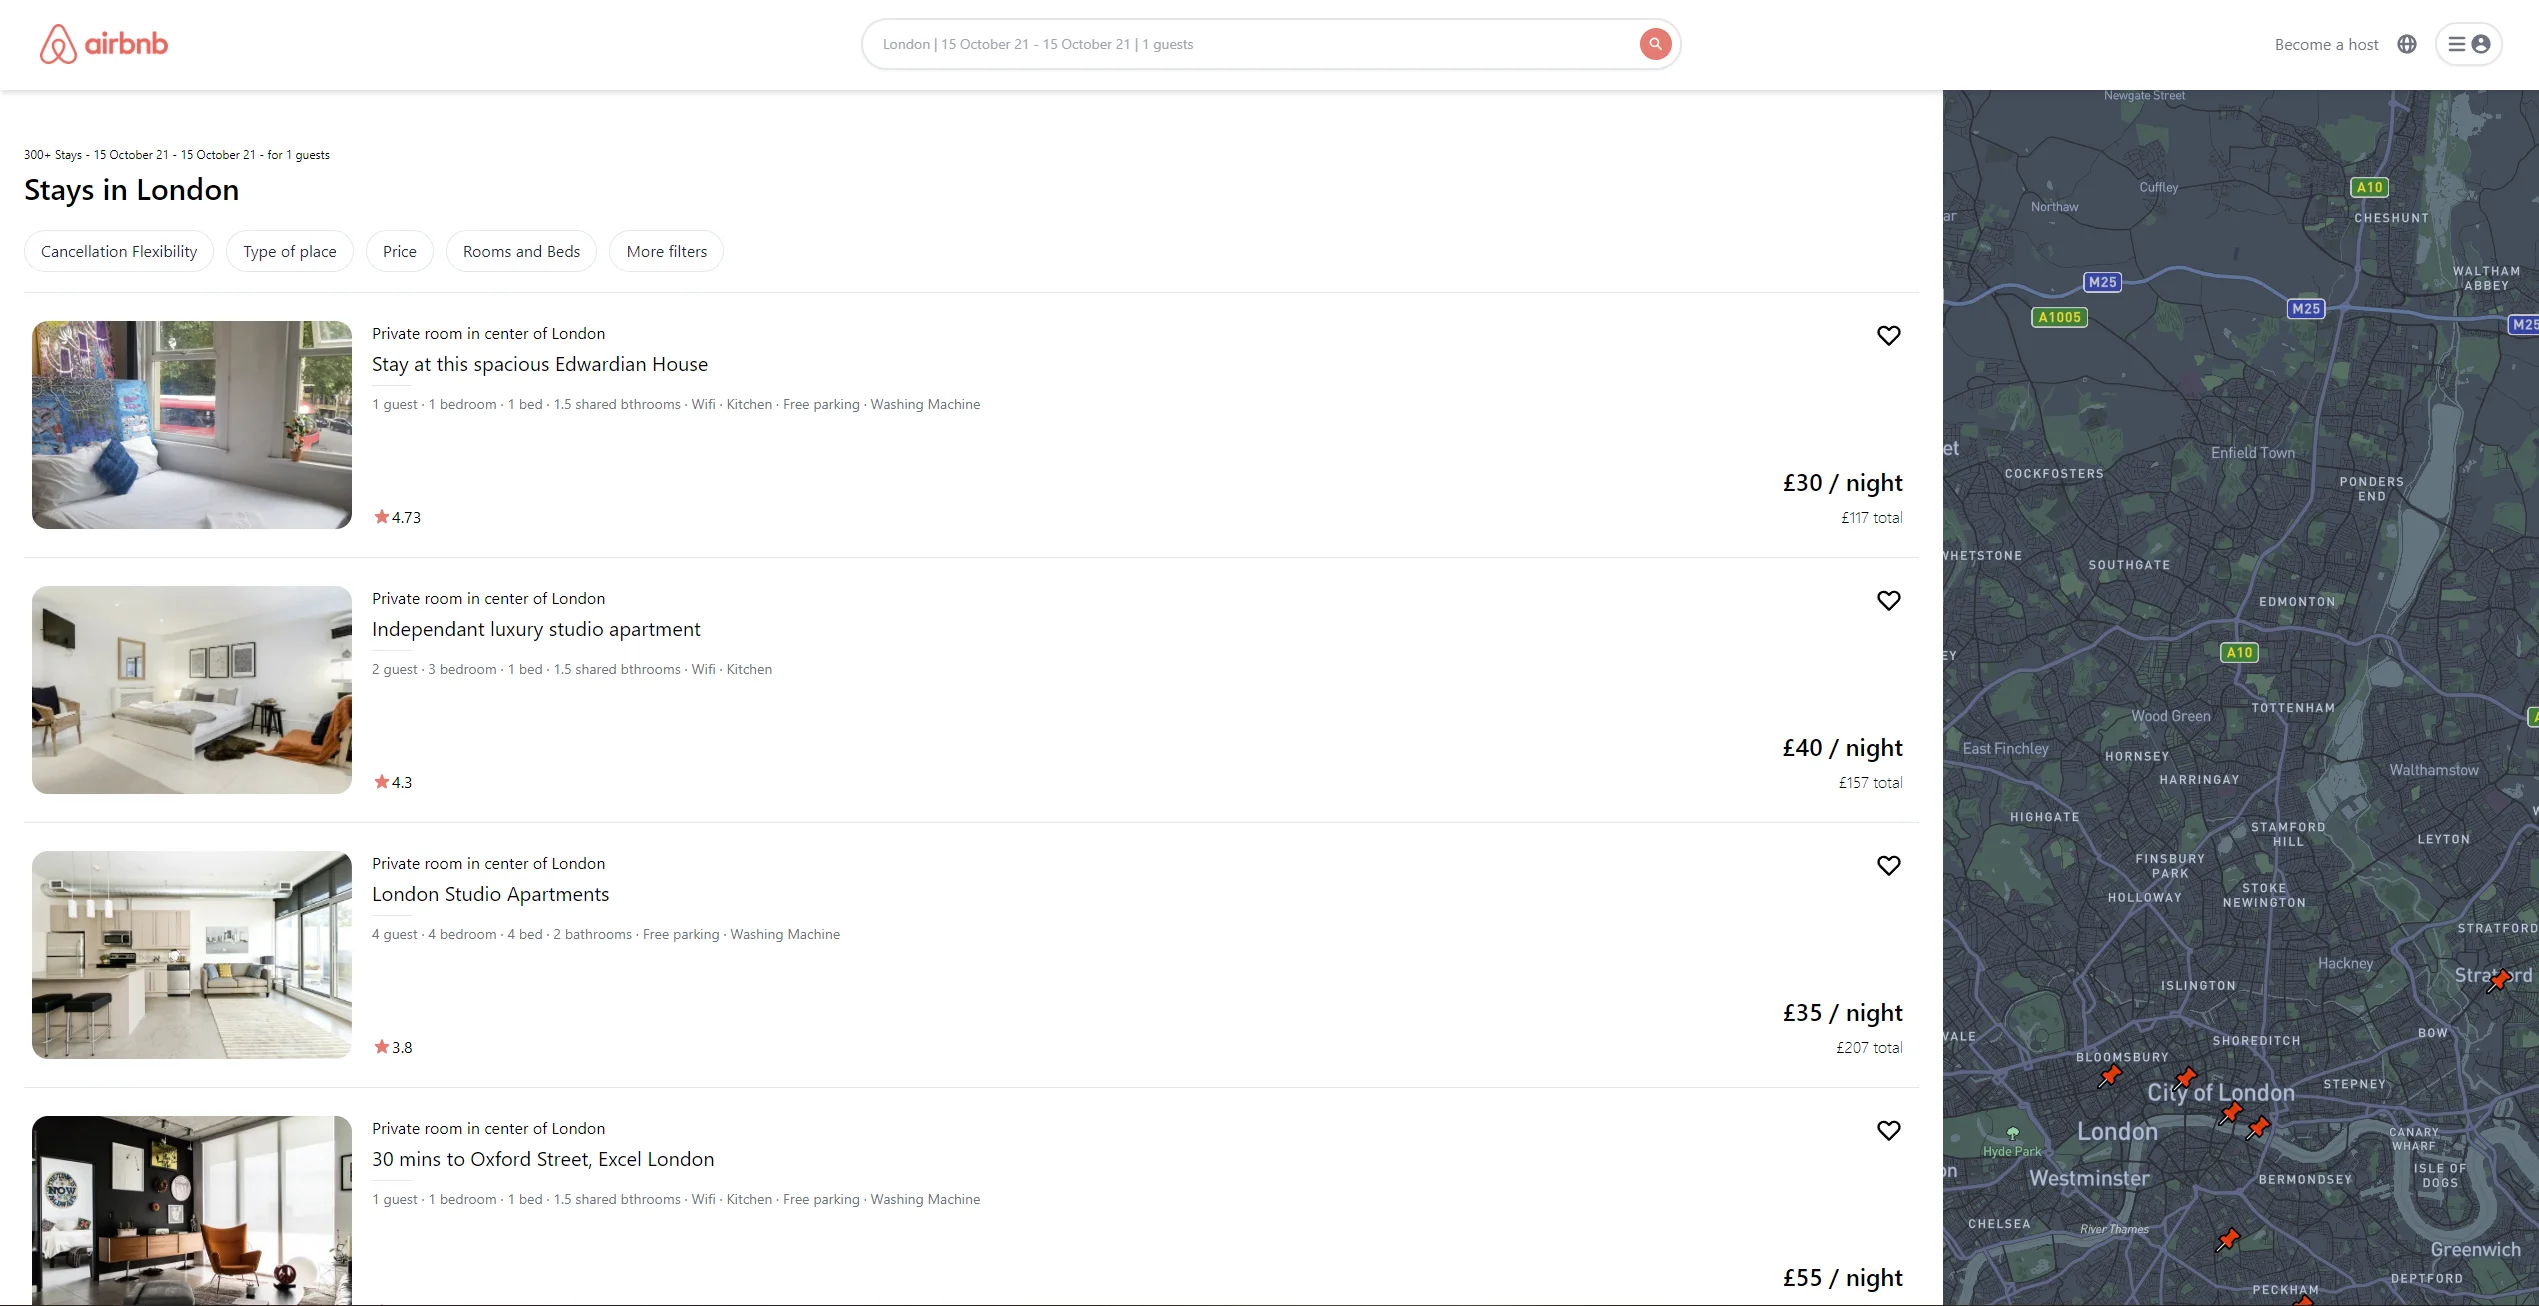 airbnb
London | 15 October 21 - 15 October 21 | 1 guests
Become a host
300+ Stays - 15 October 21 - 15 October 21 - for 1 guests
Stays in London
Cancellation Flexibility
Type of place
Price
Rooms and Beds
More filters
Private room in center of London
Stay at this spacious Edwardian House
1 guest · 1 bedroom · 1 bed · 1.5 shared bthrooms · Wifi · Kitchen · Free parking · Washing Machine
£30 / night
4.73
£117 total
Private room in center of London
Independant luxury studio apartment
2 guest · 3 bedroom · 1 bed · 1.5 shared bthrooms · Wifi · Kitchen
£40 / night
4.3
£157 total
Private room in center of London
London Studio Apartments
4 guest · 4 bedroom · 4 bed · 2 bathrooms · Free parking · Washing Machine
£35 / night
3.8
£207 total
Private room in center of London
30 mins to Oxford Street, Excel London
1 guest · 1 bedroom · 1 bed · 1.5 shared bthrooms · Wifi · Kitchen · Free parking · Washing Machine
NOW
£55 / night
Newgate Street
Cuffley
A10
Northaw
ar
CHESHUNT
WALTHAM
ABBEY
M25
M25
A1005
M25
et
Enfield Town
COCKFOSTERS
PONDERS
END
WHETSTONE
SOUTHGATE
EDMONTON
EY
A10
TOTTENHAM
Wood Green
East Finchley
HORNSEY
Walthamstow
HARRINGAY
HIGHGATE
STAMFORD
HILL
LEYTON
FINSBURY
PARK
STOKE
NEWINGTON
HOLLOWAY
STRATFORD
Hackney
Stratford
ISLINGTON
BOW
VALE
SHOREDITCH
BLOOMSBURY
STEPNEY
City of London
London
CANARY
WHARF
Hyde Park
on
Westminster
ISLE OF
DOGS
BERMONDSEY
CHELSEA
River Thames
Greenwich
DEPTFORD
PECKHAM